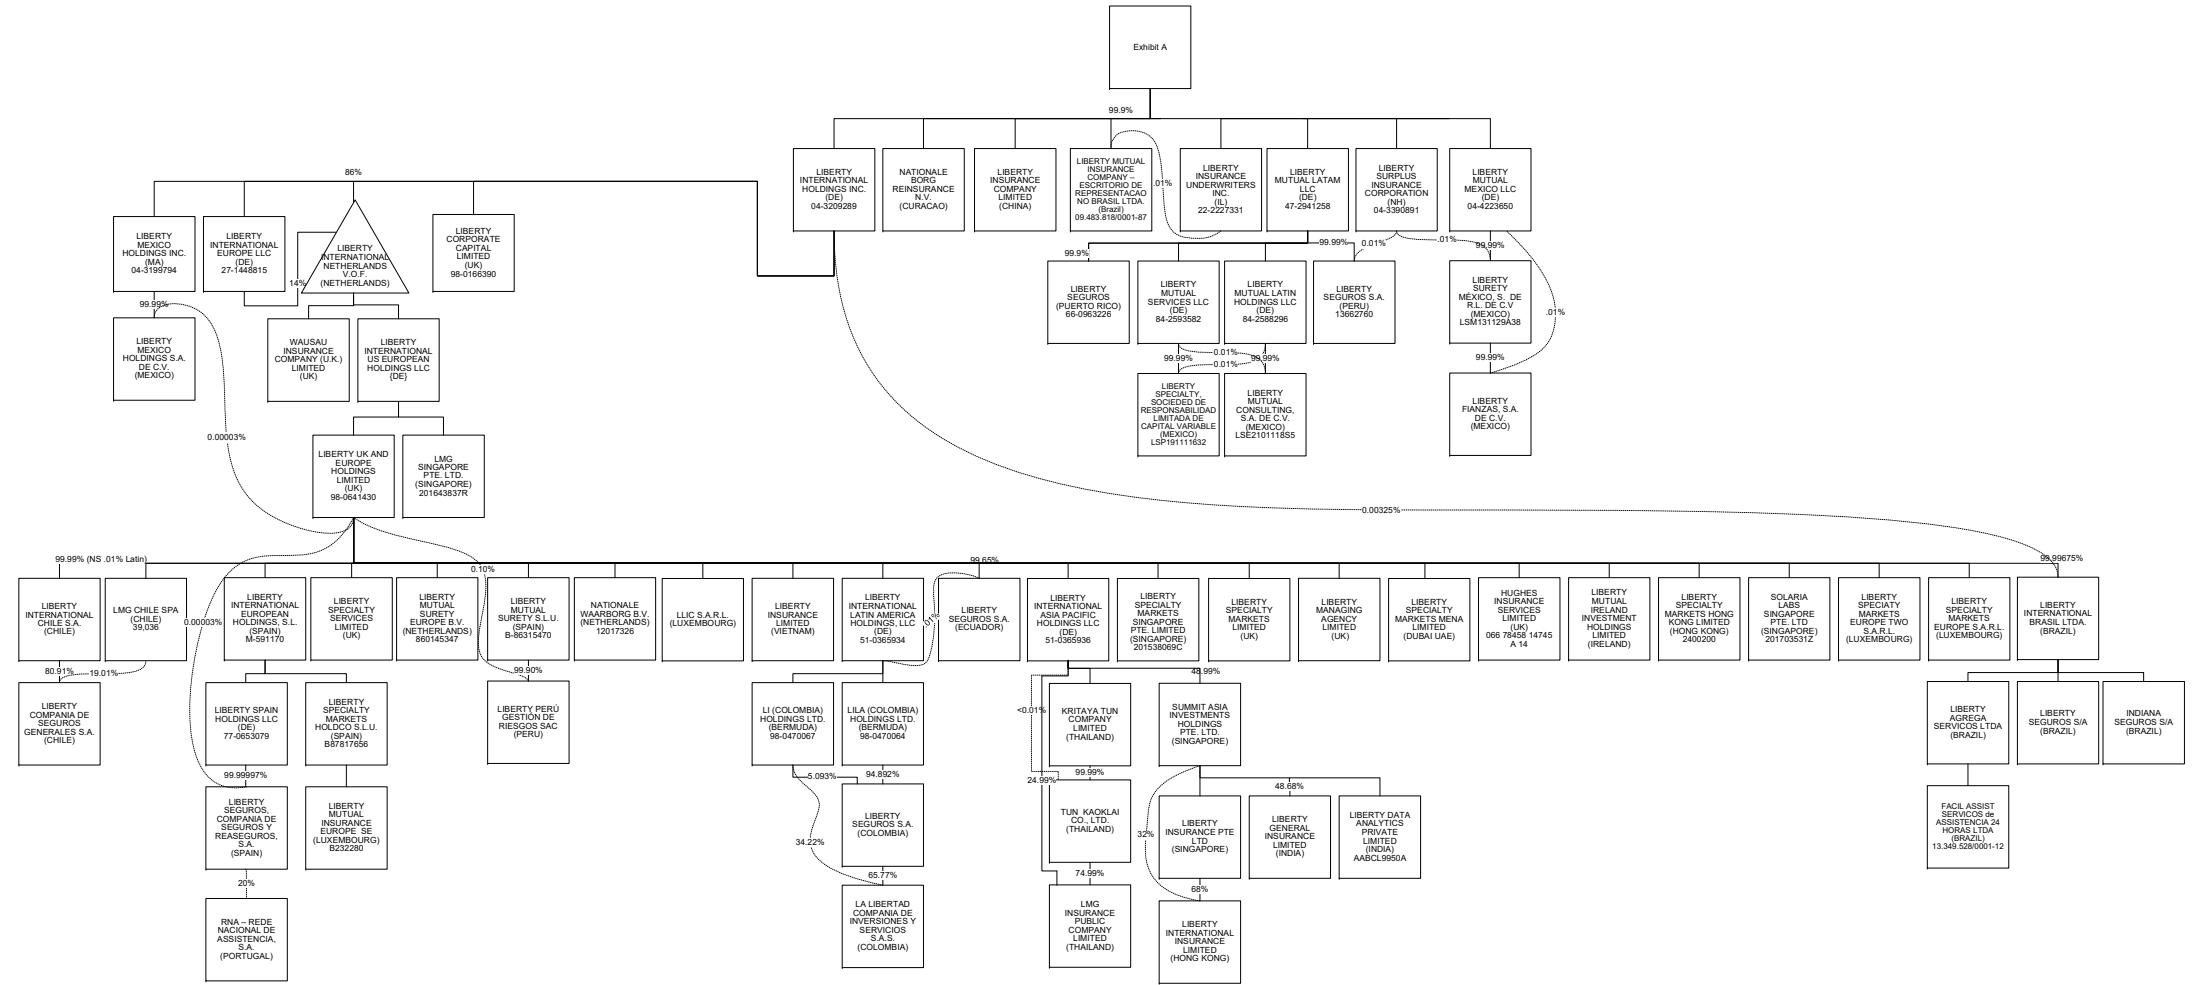 Exhibit A
99.9%
LIBERTY
INTERNATIONAL
HOLDINGS INC.
(DE)
04-3209289
NATIONALE
BORG
REINSURANCE
N.V.
(CURACAO)
LIBERTY
INSURANCE
COMPANY
LIMITED
(CHINA)
LIBERTY MUTUAL
INSURANCE
COMPANY –
ESCRITORIO DE
REPRESENTACAO
NO BRASIL LTDA.
(Brazil)
09.483.818/0001-87
.01%
LIBERTY
INSURANCE
UNDERWRITERS
INC.
(IL)
22-2227331
LIBERTY
MUTUAL LATAM
LLC
(DE)
47-2941258
LIBERTY
SURPLUS
INSURANCE
CORPORATION
(NH)
04-3390891
LIBERTY
MUTUAL
MEXICO LLC
(DE)
04-4223650
86%
LIBERTY
MEXICO
HOLDINGS INC.
(MA)
04-3199794
LIBERTY
INTERNATIONAL
EUROPE LLC
(DE)
27-1448815
14%
LIBERTY
INTERNATIONAL
NETHERLANDS
V.O.F.
(NETHERLANDS)
LIBERTY
CORPORATE
CAPITAL
LIMITED
(UK)
98-0166390
99.9%
99.99%
0.01%
.01%
99.99%
LIBERTY
SEGUROS
(PUERTO RICO)
66-0963226
LIBERTY
MUTUAL
SERVICES LLC
(DE)
84-2593582
LIBERTY
MUTUAL LATIN
HOLDINGS LLC
(DE)
84-2588296
LIBERTY
SEGUROS S.A.
(PERU)
13662760
LIBERTY
SURETY
MÉXICO, S. DE
R.L. DE C.V
(MEXICO)
LSM131129A38
.01%
99.99%
LIBERTY
MEXICO
HOLDINGS S.A.
DE C.V.
(MEXICO)
WAUSAU
INSURANCE
COMPANY (U.K.)
LIMITED
(UK)
LIBERTY
INTERNATIONAL
US EUROPEAN
HOLDINGS LLC
{DE}
0.01%
99.99%
99.99%
0.01%
99.99%
LIBERTY
SPECIALTY,
SOCIEDED DE
RESPONSABILIDAD
LIMITADA DE
CAPITAL VARIABLE
(MEXICO)
LSP191111632
LIBERTY
MUTUAL
CONSULTING,
S.A. DE C.V.
(MEXICO)
LSE2101118S5
LIBERTY
FIANZAS, S.A.
DE C.V.
(MEXICO)
0.00003%
LIBERTY UK AND
EUROPE
HOLDINGS
LIMITED
(UK)
98-0641430
LMG
SINGAPORE
PTE. LTD.
(SINGAPORE)
201643837R
0.00325%
99.99% (NS .01% Latin)
0.10%
99.65%
99.99675%
LIBERTY
INTERNATIONAL
CHILE S.A.
(CHILE)
LMG CHILE SPA
(CHILE)
39,036
0.00003%
LIBERTY
INTERNATIONAL
EUROPEAN
HOLDINGS, S.L.
(SPAIN)
M-591170
LIBERTY
SPECIALTY
SERVICES
LIMITED
(UK)
LIBERTY
MUTUAL
SURETY
EUROPE B.V.
(NETHERLANDS)
860145347
LIBERTY
MUTUAL
SURETY S.L.U.
(SPAIN)
B-86315470
NATIONALE
WAARBORG B.V.
(NETHERLANDS)
12017326
LLIC S.A.R.L.
(LUXEMBOURG)
LIBERTY
INSURANCE
LIMITED
(VIETNAM)
LIBERTY
INTERNATIONAL
LATIN AMERICA
HOLDINGS, LLC
(DE)
51-0365934
.01%
LIBERTY
SEGUROS S.A.
(ECUADOR)
LIBERTY
INTERNATIONAL
ASIA PACIFIC
HOLDINGS LLC
(DE)
51-0365936
LIBERTY
SPECIALTY
MARKETS
SINGAPORE
PTE. LIMITED
(SINGAPORE)
201538069C
LIBERTY
SPECIALTY
MARKETS
LIMITED
(UK)
LIBERTY
MANAGING
AGENCY
LIMITED
(UK)
LIBERTY
SPECIALTY
MARKETS MENA
LIMITED
(DUBAI UAE)
HUGHES
INSURANCE
SERVICES
LIMITED
(UK)
066 78458 14745
A 14
LIBERTY
MUTUAL
IRELAND
INVESTMENT
HOLDINGS
LIMITED
(IRELAND)
LIBERTY
SPECIALTY
MARKETS HONG
KONG LIMITED
(HONG KONG)
2400200
SOLARIA
LABS
SINGAPORE
PTE. LTD
(SINGAPORE)
201703531Z
LIBERTY
SPECIATY
MARKETS
EUROPE TWO
S.A.R.L.
(LUXEMBOURG)
LIBERTY
SPECIALTY
MARKETS
EUROPE S.A.R.L.
(LUXEMBOURG)
LIBERTY
INTERNATIONAL
BRASIL LTDA.
(BRAZIL)
80.91%
19.01%
99.90%
48.99%
LIBERTY
COMPANIA DE
SEGUROS
GENERALES S.A.
(CHILE)
LIBERTY SPAIN
HOLDINGS LLC
(DE)
77-0653079
LIBERTY
SPECIALTY
MARKETS
HOLDCO S.L.U.
(SPAIN)
B87817656
LIBERTY PERÚ
GESTIÓN DE
RIESGOS SAC
(PERU)
LI (COLOMBIA)
HOLDINGS LTD.
(BERMUDA)
98-0470067
LILA (COLOMBIA)
HOLDINGS LTD.
(BERMUDA)
98-0470064
<0.01%
KRITAYA TUN
COMPANY
LIMITED
(THAILAND)
SUMMIT ASIA
INVESTMENTS
HOLDINGS
PTE. LTD.
(SINGAPORE)
LIBERTY
AGREGA
SERVICOS LTDA
(BRAZIL)
LIBERTY
SEGUROS S/A
(BRAZIL)
INDIANA
SEGUROS S/A
(BRAZIL)
99.99997%
5.093%
94.892%
24.99%
99.99%
48.68%
LIBERTY
SEGUROS,
COMPANIA DE
SEGUROS Y
REASEGUROS,
S.A.
(SPAIN)
LIBERTY
MUTUAL
INSURANCE
EUROPE SE
(LUXEMBOURG)
B232280
LIBERTY
SEGUROS S.A.
(COLOMBIA)
TUN KAOKLAI
CO., LTD.
(THAILAND)
32%
LIBERTY
INSURANCE PTE
LTD
(SINGAPORE)
LIBERTY
GENERAL
INSURANCE
LIMITED
(INDIA)
LIBERTY DATA
ANALYTICS
PRIVATE
LIMITED
(INDIA)
AABCL9950A
FACIL ASSIST
SERVICOS de
ASSISTENCIA 24
HORAS LTDA
(BRAZIL)
13.349.528/0001-12
34.22%
20%
65.77%
74.99%
68%
RNA – REDE
NACIONAL DE
ASSISTENCIA,
S.A.
(PORTUGAL)
LA LIBERTAD
COMPANIA DE
INVERSIONES Y
SERVICIOS
S.A.S.
(COLOMBIA)
LMG
INSURANCE
PUBLIC
COMPANY
LIMITED
(THAILAND)
LIBERTY
INTERNATIONAL
INSURANCE
LIMITED
(HONG KONG)